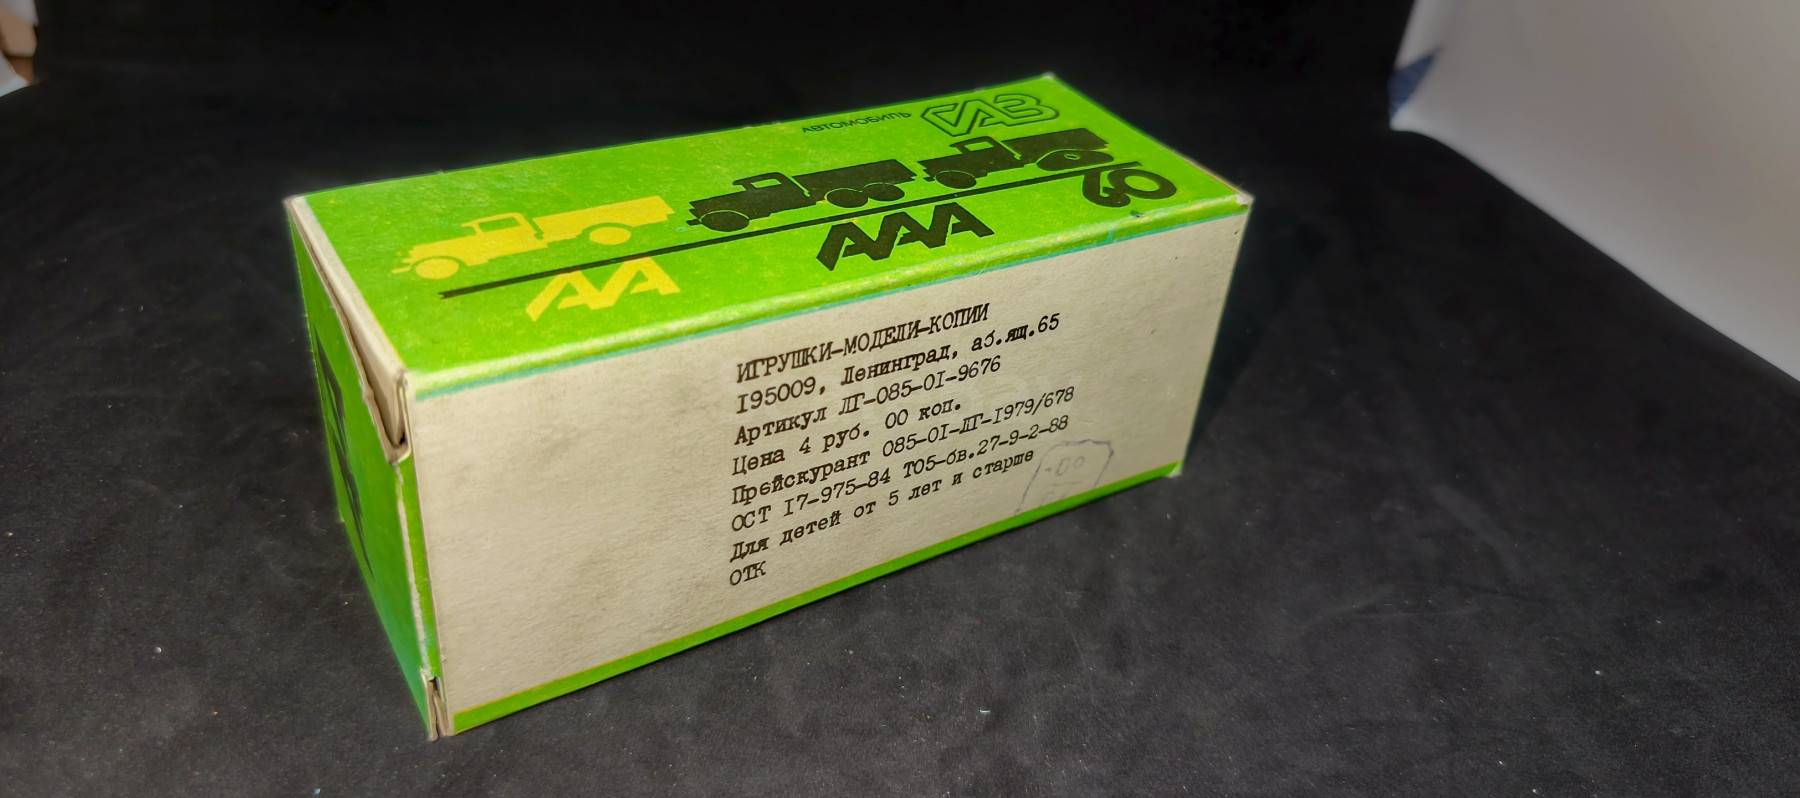 АВТОМОБИЛЬ ГАЗ
60
ААА
АА
ИГРУШКИ-МОДЕЛИ-КОПИИ
I95009, Ленинград, аб.ящ.65
Артикул ЛГ-085-0I-9676
Цена 4 руб. 00 коп.
Прейскурант 085-0I-ЛГ-I979/678
ОСТ I7-975-84 ТО5-бв.27-9-2-88
Для детей от 5 лет и старше
ОТК